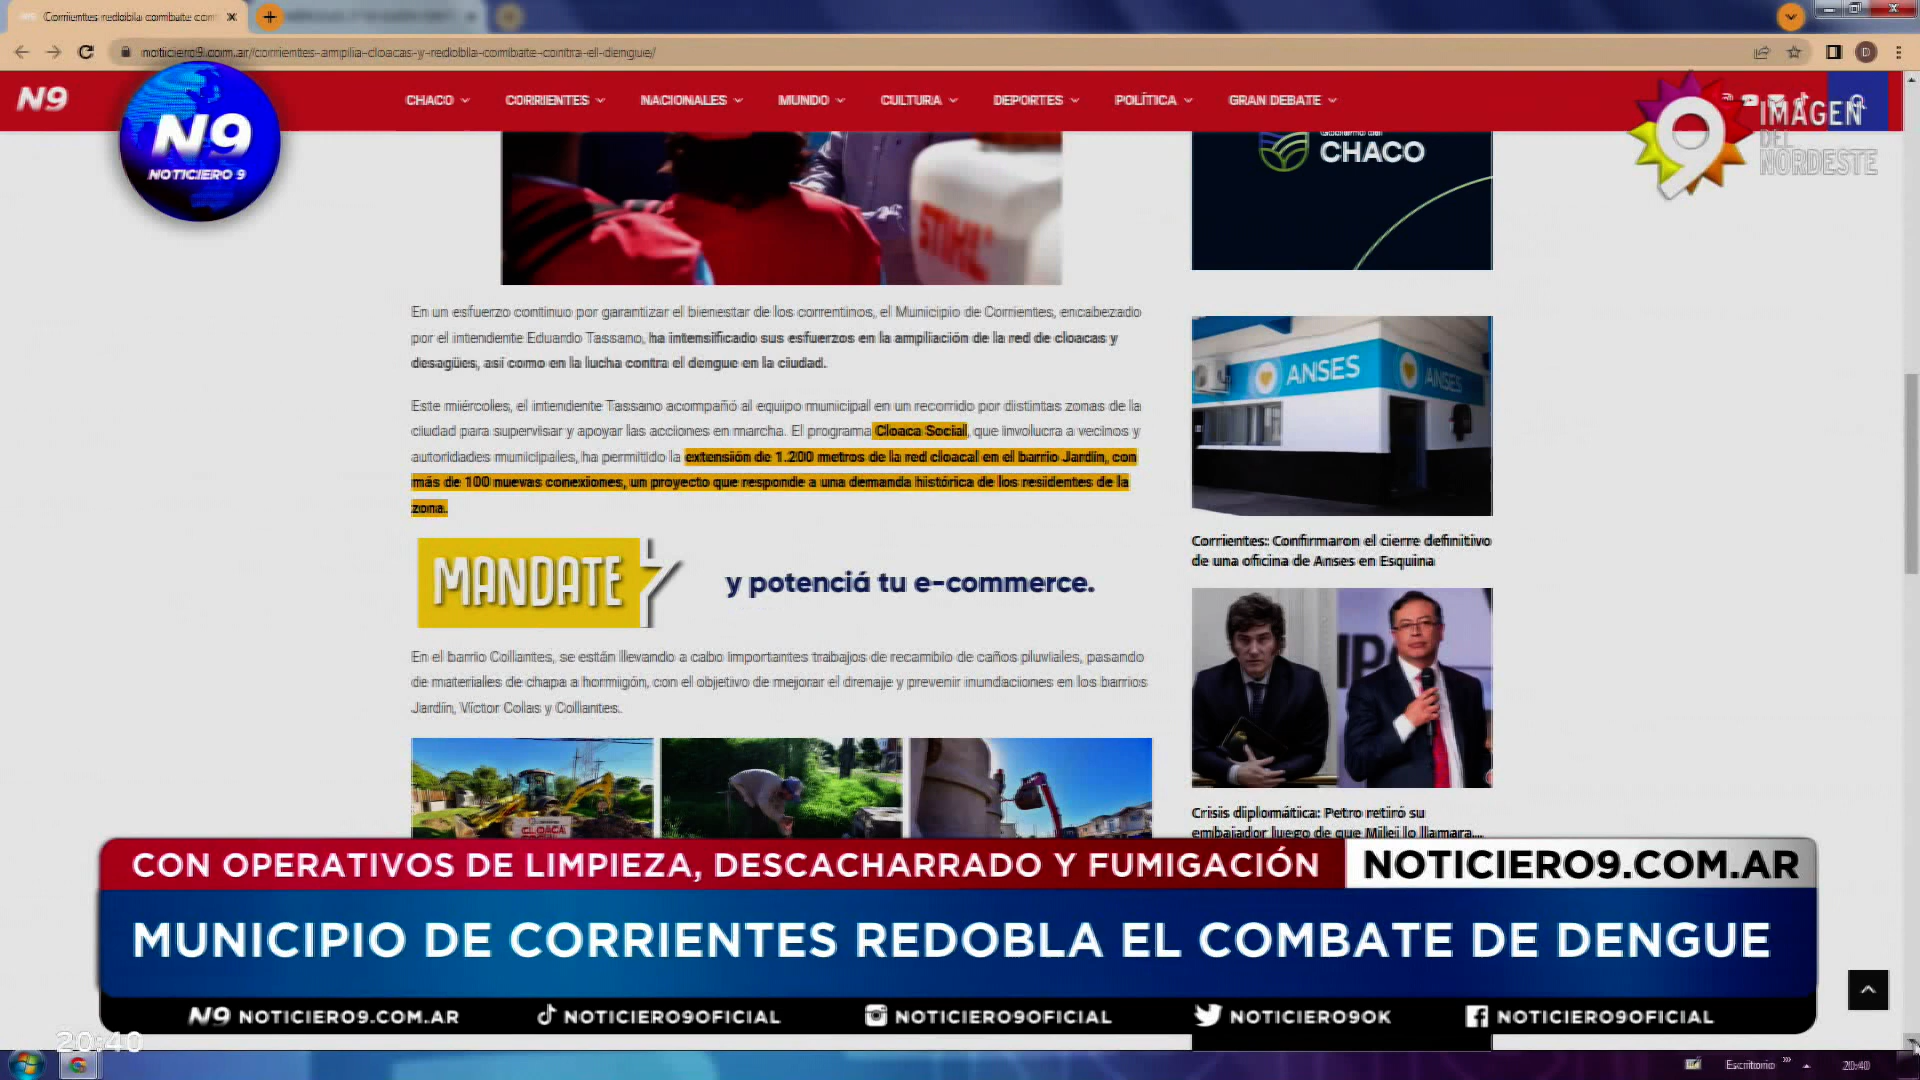 Corrientes redobla combate con
noticiero9.com.ar/corrientes-amplia-cloacas-y-redobla-combate-contra-el-dengue/
N9
CHACO
CORRIENTES
NACIONALES
MUNDO
CULTURA
DEPORTES
POLÍTICA
GRAN DEBATE
N9
NOTICIERO 9
9
IMAGEN
DEL
NORDESTE
CHACO
STIHL
En un esfuerzo continuo por garantizar el bienestar de los correntinos, el Municipio de Corrientes, encabezado
por el intendente Eduardo Tassano, ha intensificado sus esfuerzos en la ampliación de la red de cloacas y
desagües, así como en la lucha contra el dengue en la ciudad.
Este miércoles, el intendente Tassano acompañó al equipo municipal en un recorrido por distintas zonas de la
ciudad para supervisar y apoyar las acciones en marcha. El programa Cloaca Social, que involucra a vecinos y
autoridades municipales, ha permitido la extensión de 1.200 metros de la red cloacal en el barrio Jardín, con
más de 100 nuevas conexiones, un proyecto que responde a una demanda histórica de los residentes de la
zona.
ANSES
ANSES
MANDATE
y potenciá tu e-commerce.
Corrientes: Confirmaron el cierre definitivo
de una oficina de Anses en Esquina
En el barrio Collantes, se están llevando a cabo importantes trabajos de recambio de caños pluviales, pasando
de materiales de chapa a hormigón, con el objetivo de mejorar el drenaje y prevenir inundaciones en los barrios
Jardín, Víctor Colas y Collantes.
CLOACA
Crisis diplomática: Petro retiró su
embajador luego de que Milei lo llamara...
CON OPERATIVOS DE LIMPIEZA, DESCACHARRADO Y FUMIGACIÓN
NOTICIERO9.COM.AR
MUNICIPIO DE CORRIENTES REDOBLA EL COMBATE DE DENGUE
N9 NOTICIERO9.COM.AR
NOTICIERO9OFICIAL
NOTICIERO9OFICIAL
NOTICIERO9OK
NOTICIERO9OFICIAL
20:40
Escritorio
20:40